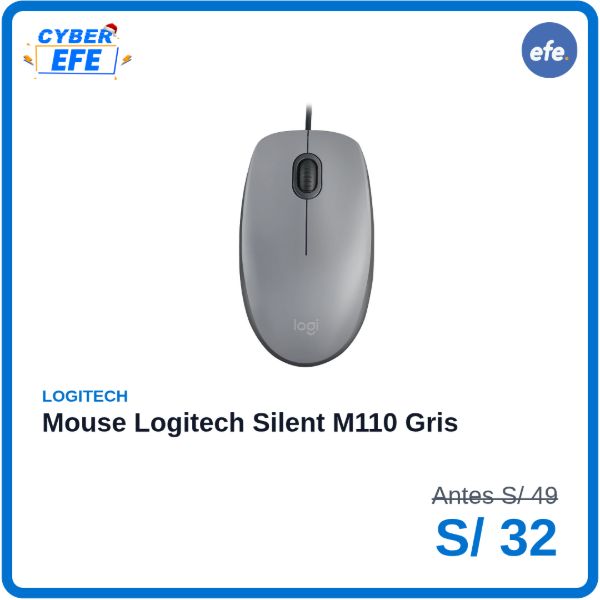 CYBER
EFE
efe.
logi
LOGITECH
Mouse Logitech Silent M110 Gris
Antes S/ 49
S/ 32